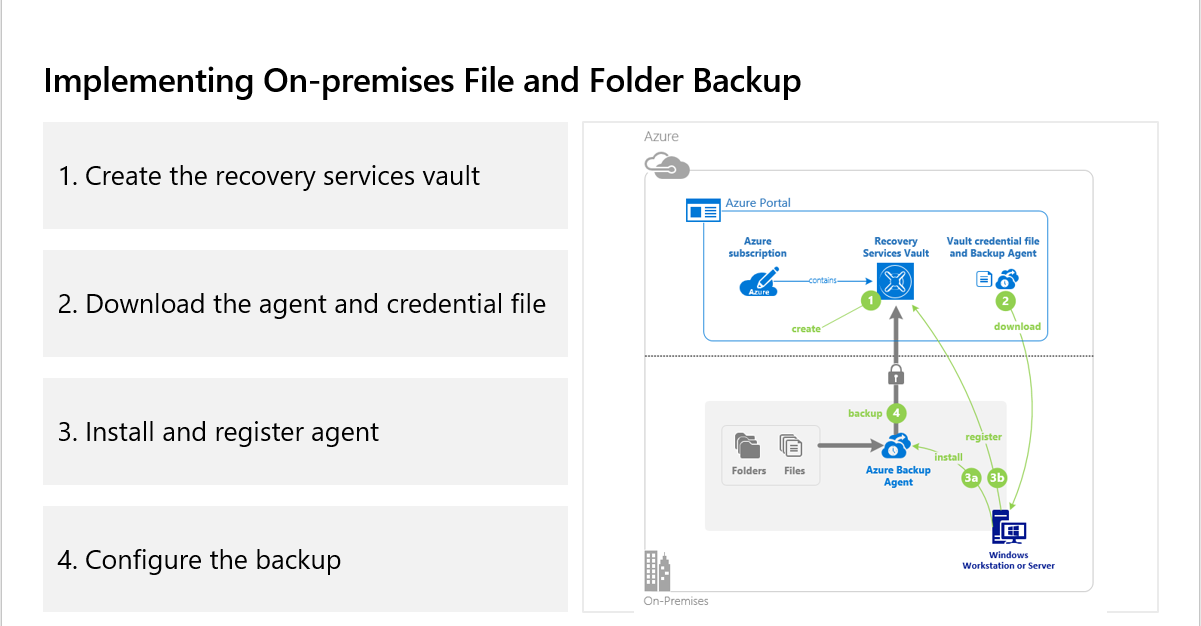 Implementing On-premises File and Folder Backup
1. Create the recovery services vault
2. Download the agent and credential file
3. Install and register agent
4. Configure the backup
Azure
Azure Portal
Azure
subscription
Recovery
Services Vault
Vault credential file
and Backup Agent
Azure
contains
1
2
create
download
backup
4
register
install
Folders
Files
Azure Backup
Agent
3a
3b
Windows
Workstation or Server
On-Premises